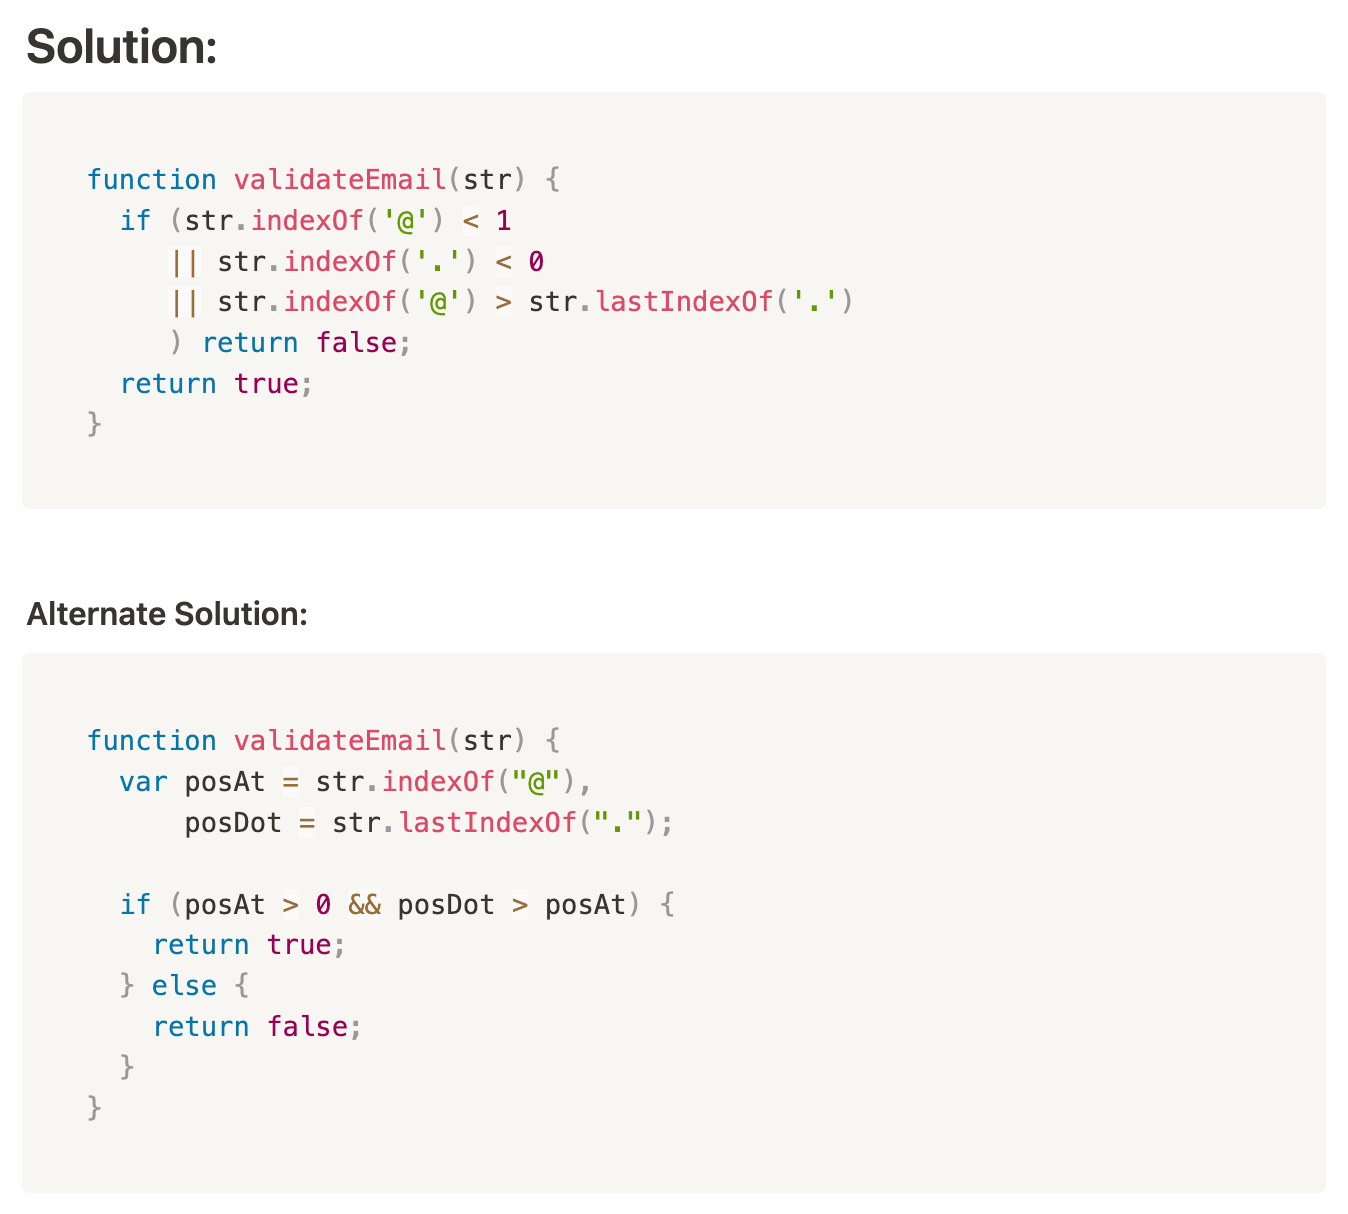 Solution:
function validateEmail(str) {
  if (str.indexOf('@') < 1
     || str.indexOf('.') < 0
     || str.indexOf('@') > str.lastIndexOf('.')
     ) return false;
  return true;
}
Alternate Solution:
function validateEmail(str) {
  var posAt = str.indexOf("@"),
      posDot = str.lastIndexOf(".");
  if (posAt > 0 && posDot > posAt) {
    return true;
  } else {
    return false;
  }
}